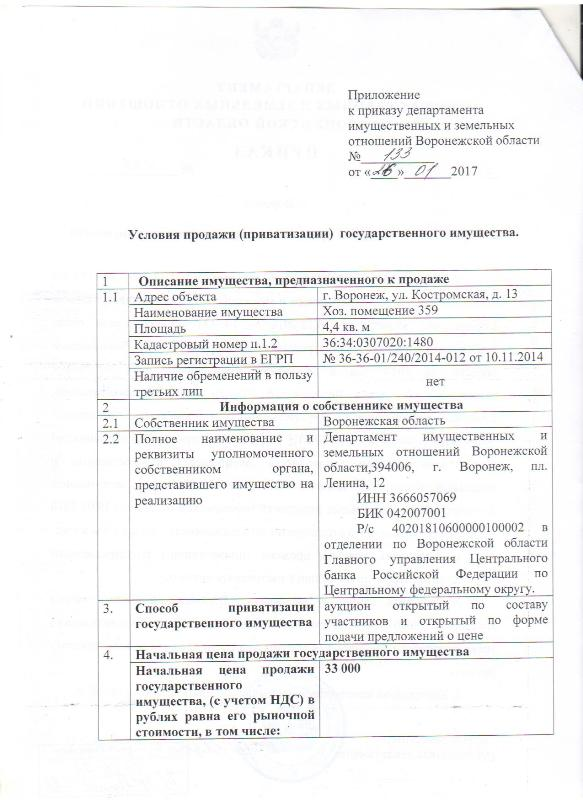 Приложение
к приказу департамента
имущественных и земельных
отношений Воронежской области
№ 133
от «26» 01 2017
Условия продажи (приватизации) государственного имущества.
1 Описание имущества, предназначенного к продаже
1.1 Адрес объекта г. Воронеж, ул. Костромская, д. 13
Наименование имущества Хоз. помещение 359
Площадь 4,4 кв. м
Кадастровый номер п.1.2 36:34:0307020:1480
Запись регистрации в ЕГРП № 36-36-01/240/2014-012 от 10.11.2014
Наличие обременений в пользу
третьих лиц
нет
2 Информация о собственнике имущества
2.1 Собственник имущества Воронежская область
2.2 Полное наименование и
реквизиты уполномоченного
собственником органа,
представившего имущество на
реализацию
Департамент имущественных и
земельных отношений Воронежской
области,394006, г. Воронеж, пл.
Ленина, 12
ИНН 3666057069
БИК 042007001
Р/с 40201810600000100002 в
отделении по Воронежской области
Главного управления Центрального
банка Российской Федерации по
Центральному федеральному округу.
3. Способ приватизации
государственного имущества
аукцион открытый по составу
участников и открытый по форме
подачи предложений о цене
4. Начальная цена продажи государственного имущества
Начальная цена продажи
государственного
имущества, (с учетом НДС) в
рублях равна его рыночной
стоимости, в том числе:
33 000